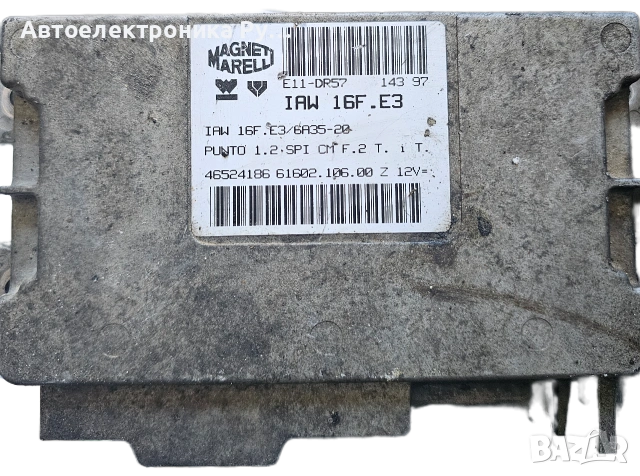 Автоелектроника Ру...
MAGNETI
MARELLI
E11-DR57 143 97
IAW 16F.E3
IAW 16F.E3/6A35-20
PUNTO 1.2 SPI CM F.2 T. i T.
46524186 61602.106.00 Z 12V=
bazar